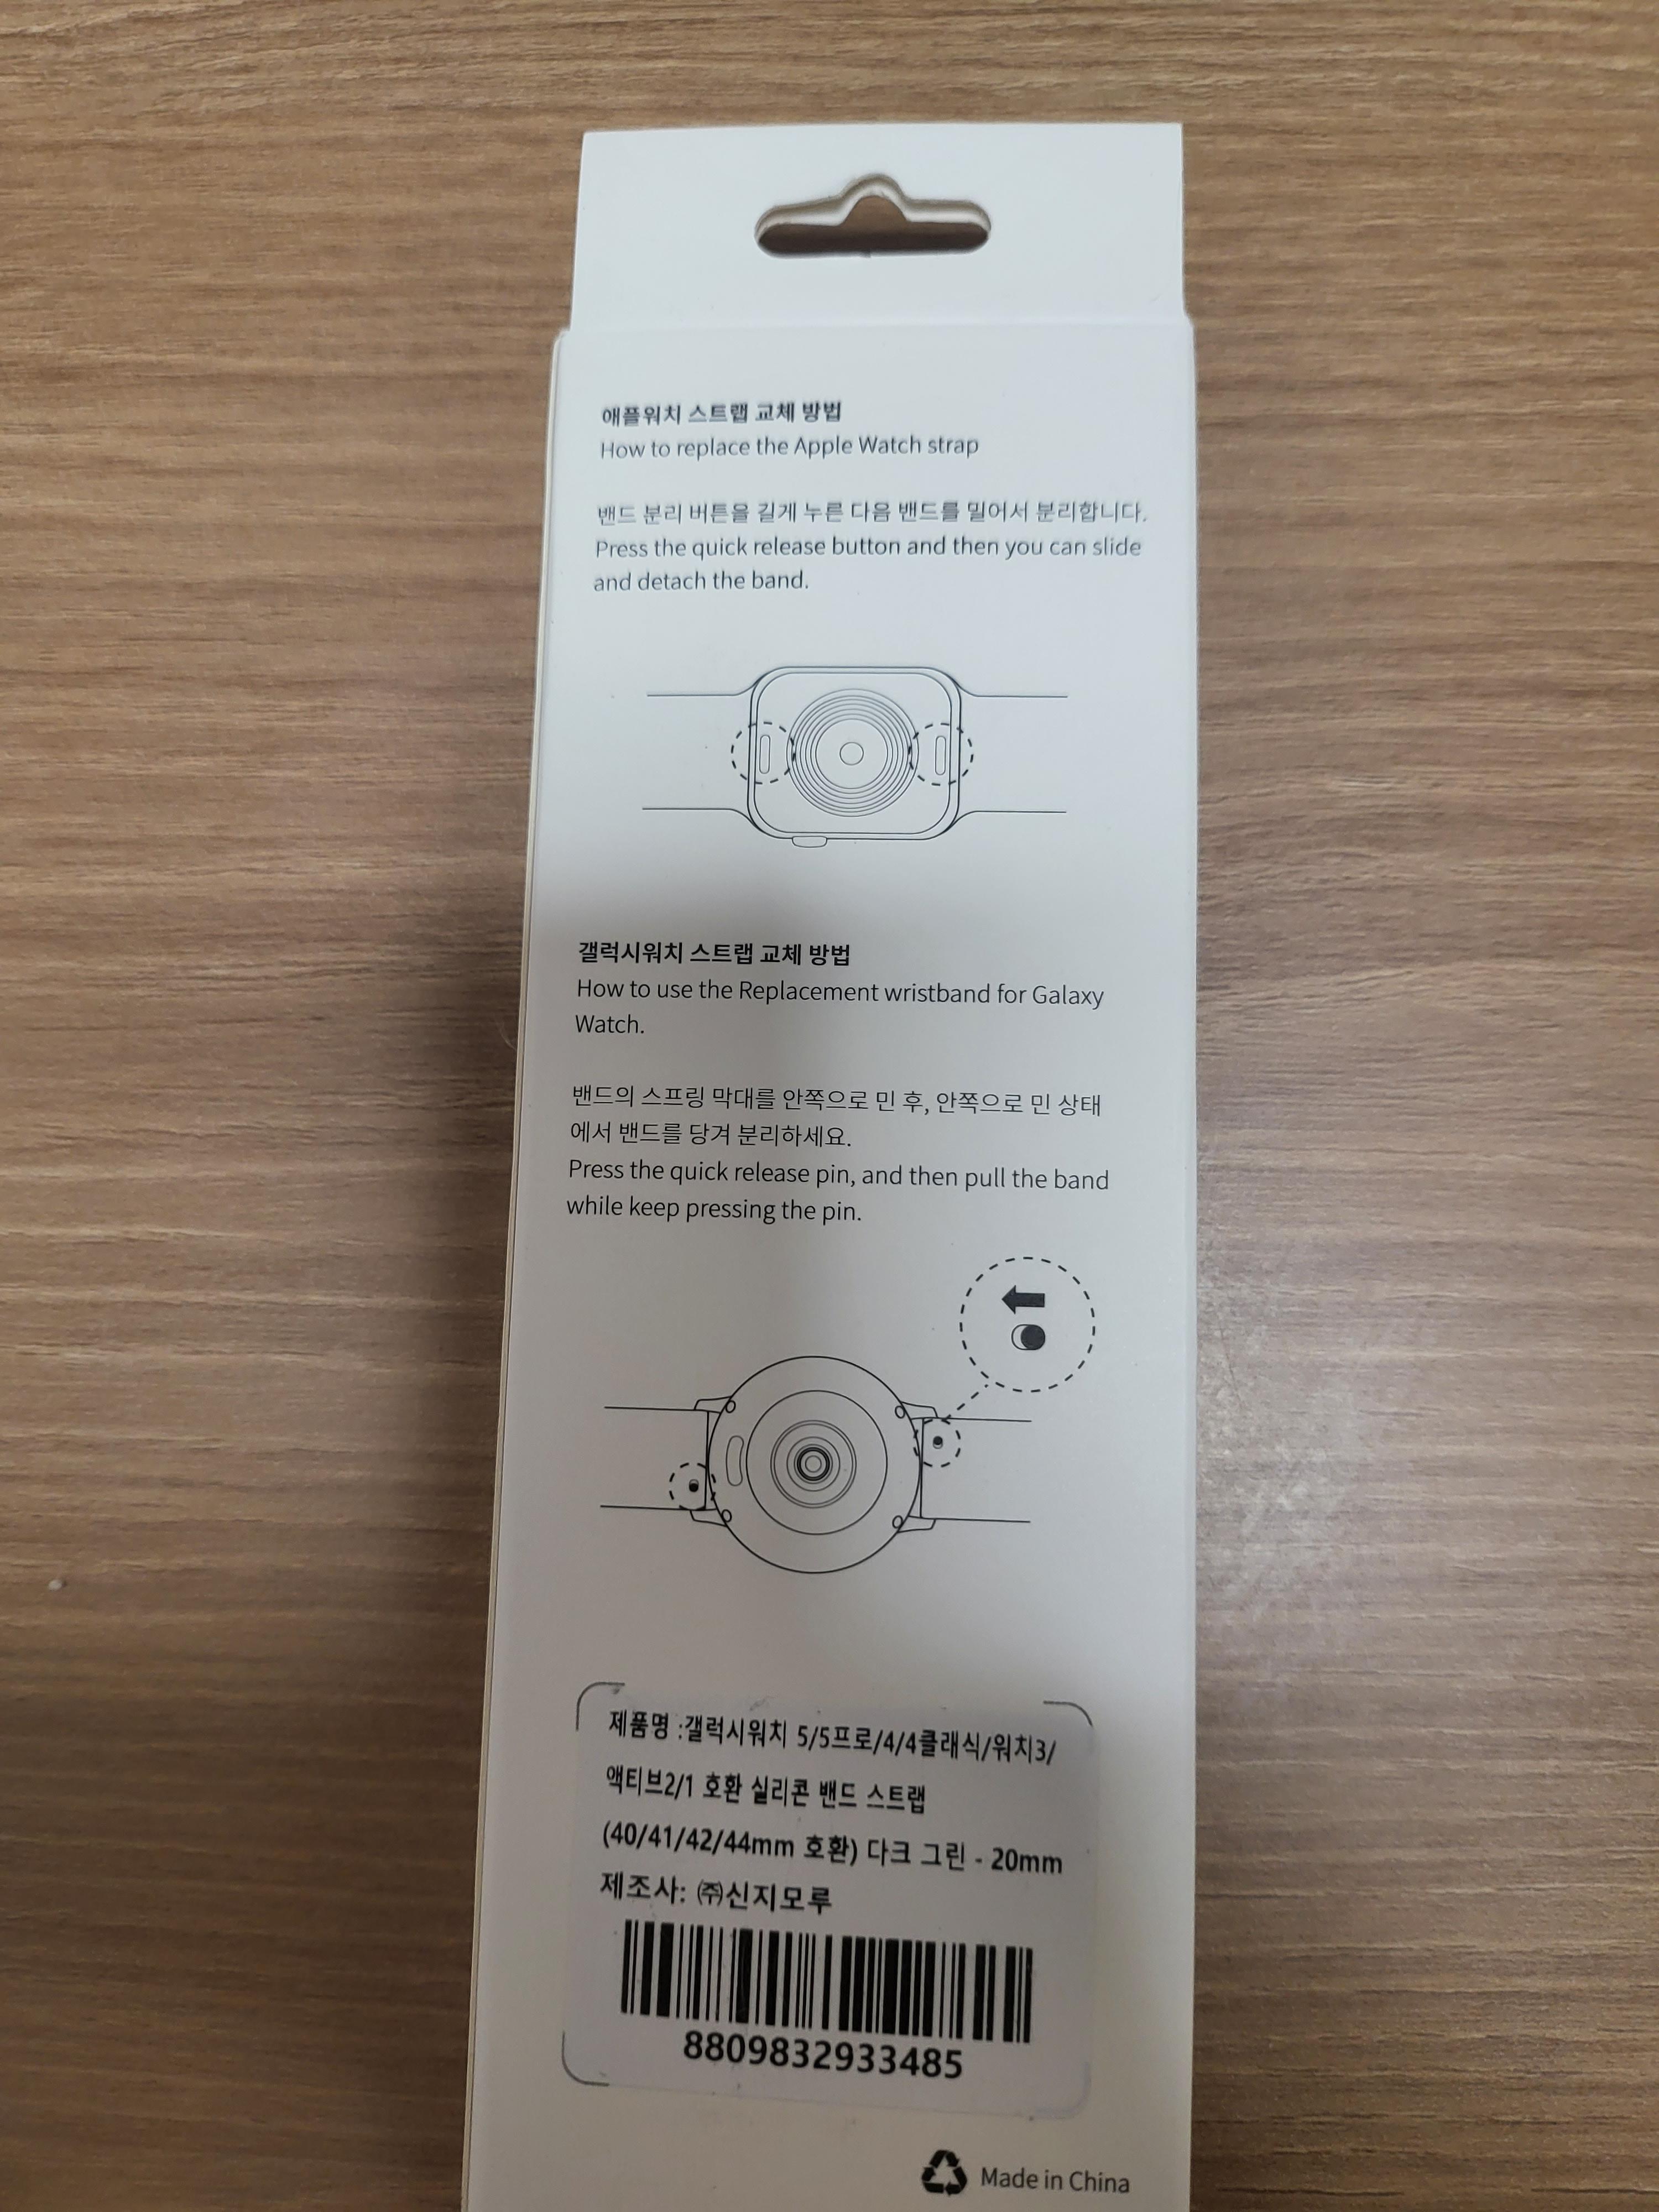 애플워치 스트랩 교체 방법
How to replace the Apple Watch strap
밴드 분리 버튼을 길게 누른 다음 밴드를 밀어서 분리합니다.
Press the quick release button and then you can slide
and detach the band.
갤럭시워치 스트랩 교체 방법
How to use the Replacement wristband for Galaxy
Watch.
밴드의 스프링 막대를 안쪽으로 민 후, 안쪽으로 민 상태
에서 밴드를 당겨 분리하세요.
Press the quick release pin, and then pull the band
while keep pressing the pin.
제품명 :갤럭시워치 5/5프로/4/4클래식/워치3/
액티브2/1 호환 실리콘 밴드 스트랩
(40/41/42/44mm 호환) 다크 그린 - 20mm
제조사: ㈜신지모루
8809832933485
Made in China